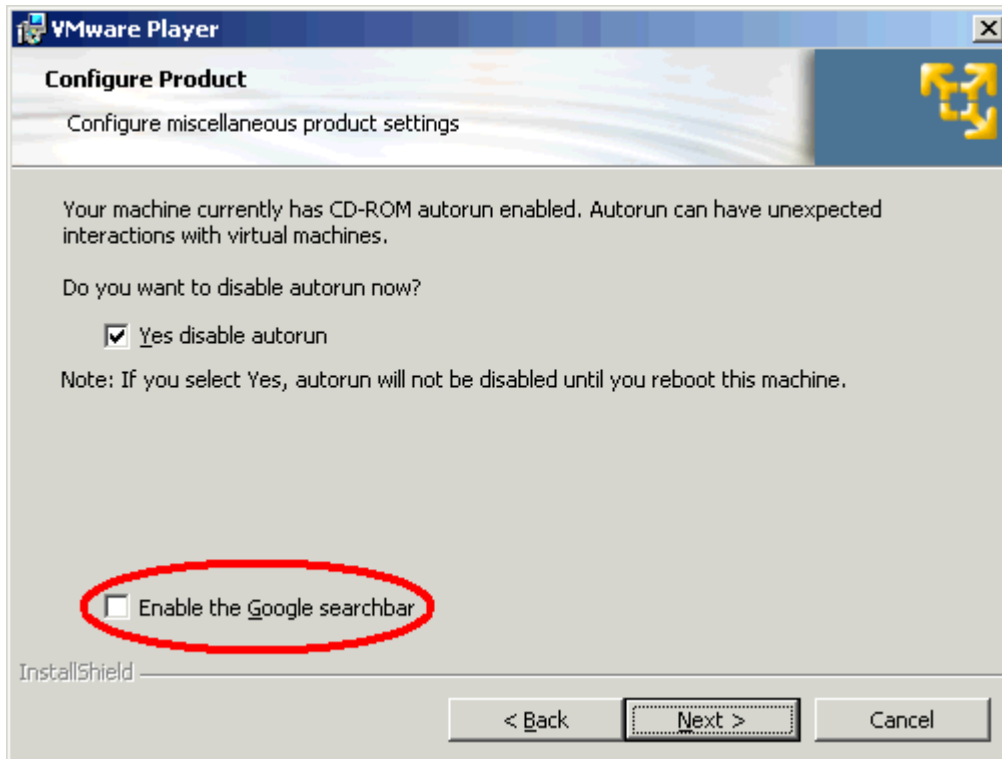 VMware Player
Configure Product
Configure miscellaneous product settings
Your machine currently has CD-ROM autorun enabled. Autorun can have unexpected
interactions with virtual machines.
Do you want to disable autorun now?
Yes disable autorun
Note: If you select Yes, autorun will not be disabled until you reboot this machine.
Enable the Google searchbar
InstallShield
< Back Next > Cancel